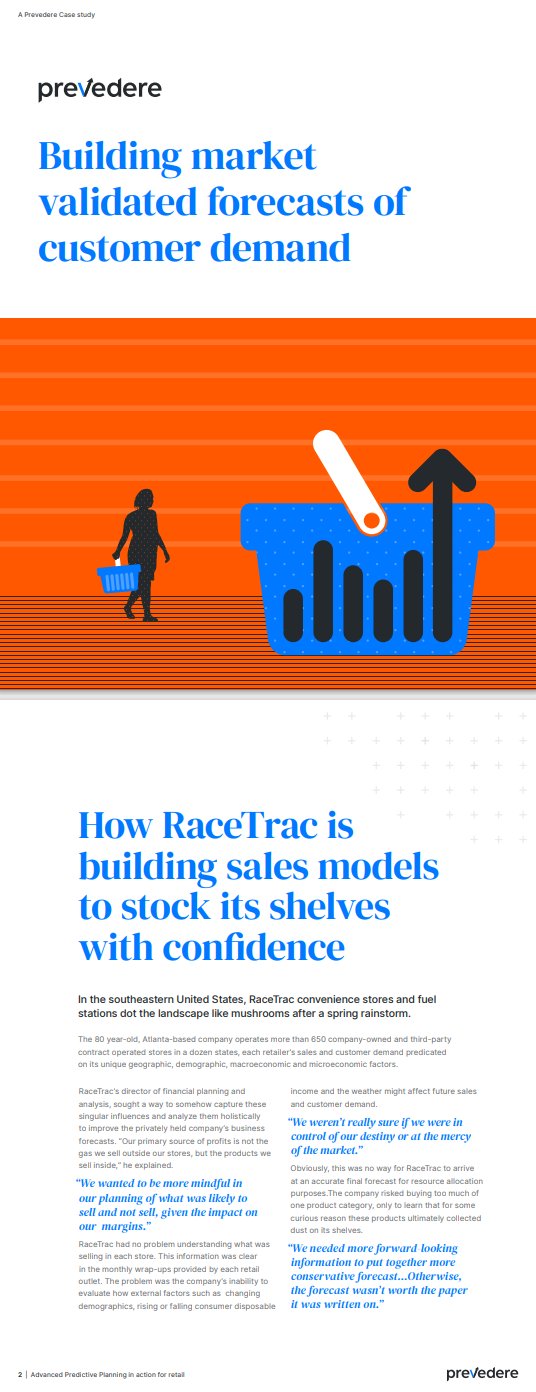 A Prevedere Case study
prevedere
Building market
validated forecasts of
customer demand
How RaceTrac is
building sales models
to stock its shelves
with confidence
In the southeastern United States, RaceTrac convenience stores and fuel
stations dot the landscape like mushrooms after a spring rainstorm.
The 80 year-old, Atlanta-based company operates more than 650 company-owned and third-party
contract operated stores in a dozen states, each retailer's sales and customer demand predicated
on its unique geographic, demographic, macroeconomic and microeconomic factors.
RaceTrac's director of financial planning and
analysis, sought a way to somehow capture these
singular influences and analyze them holistically
to improve the privately held company's business
forecasts. "Our primary source of profits is not the
gas we sell outside our stores, but the products we
sell inside," he explained.
"We wanted to be more mindful in
our planning of what was likely to
sell and not sell, given the impact on
our margins."
RaceTrac had no problem understanding what was
selling in each store. This information was clear
in the monthly wrap-ups provided by each retail
outlet. The problem was the company's inability to
evaluate how external factors such as changing
demographics, rising or falling consumer disposable
income and the weather might affect future sales
and customer demand.
"We weren't really sure if we were in
control of our destiny or at the mercy
of the market."
Obviously, this was no way for RaceTrac to arrive
at an accurate final forecast for resource allocation
purposes.The company risked buying too much of
one product category, only to learn that for some
curious reason these products ultimately collected
dust on its shelves.
"We needed more forward-looking
information to put together more
conservative forecast...Otherwise,
the forecast wasn't worth the paper
it was written on."
2 | Advanced Predictive Planning in action for retail
prevedere